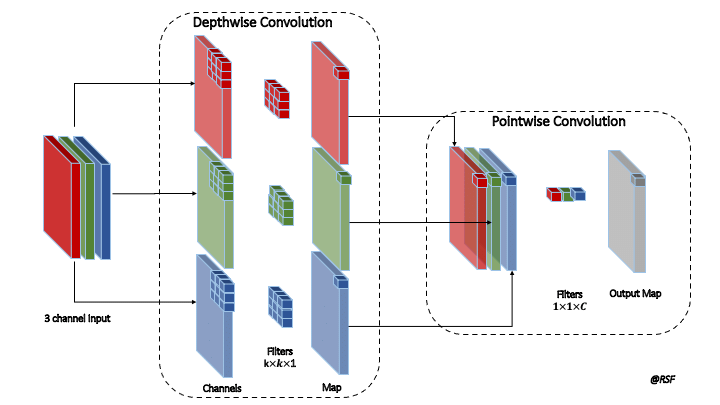 Depthwise Convolution
Pointwise Convolution
3 channel input
Filters
k×k×1
Channels
Map
Filters
1×1×C
Output Map
@RSF